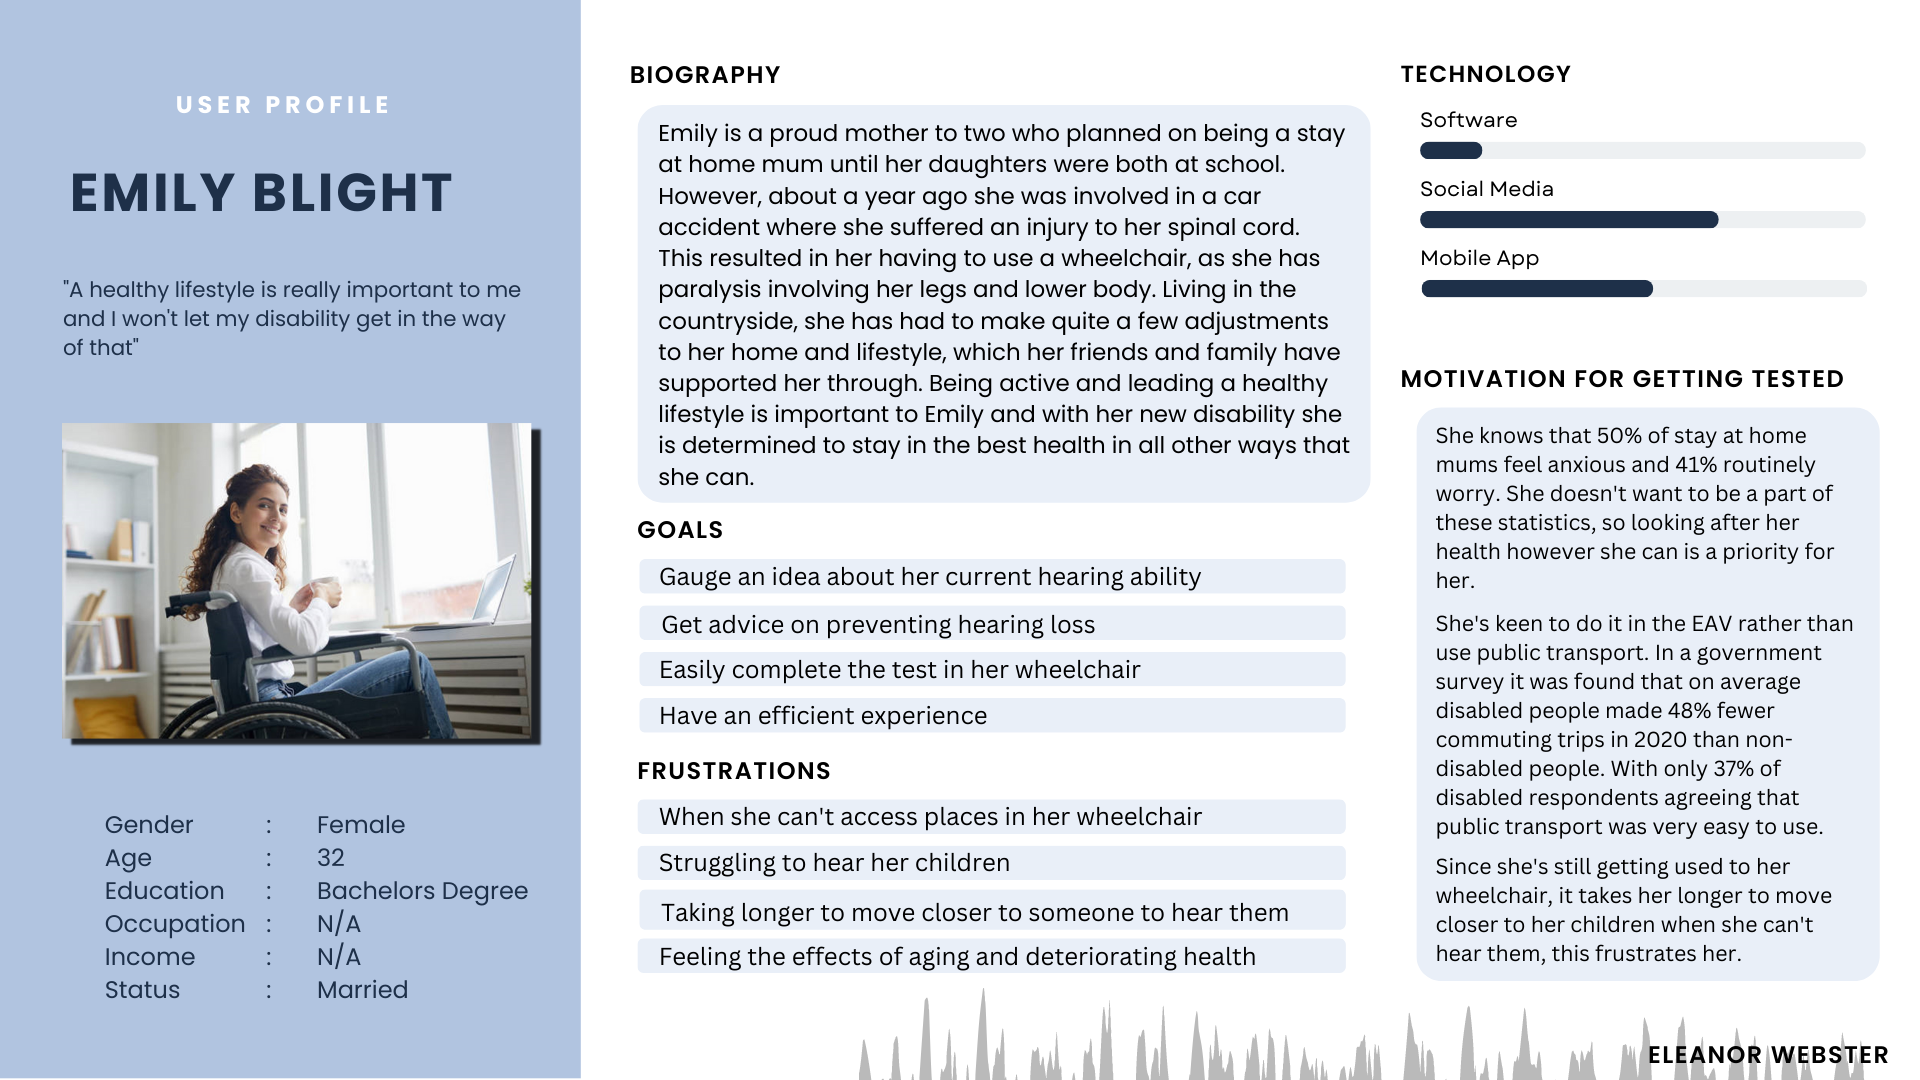 USER PROFILE
EMILY BLIGHT
"A healthy lifestyle is really important to me
and I won't let my disability get in the way
of that"
Gender : Female
Age : 32
Education : Bachelors Degree
Occupation : N/A
Income : N/A
Status : Married
BIOGRAPHY
Emily is a proud mother to two who planned on being a stay
at home mum until her daughters were both at school.
However, about a year ago she was involved in a car
accident where she suffered an injury to her spinal cord.
This resulted in her having to use a wheelchair, as she has
paralysis involving her legs and lower body. Living in the
countryside, she has had to make quite a few adjustments
to her home and lifestyle, which her friends and family have
supported her through. Being active and leading a healthy
lifestyle is important to Emily and with her new disability she
is determined to stay in the best health in all other ways that
she can.
GOALS
Gauge an idea about her current hearing ability
Get advice on preventing hearing loss
Easily complete the test in her wheelchair
Have an efficient experience
FRUSTRATIONS
When she can't access places in her wheelchair
Struggling to hear her children
Taking longer to move closer to someone to hear them
Feeling the effects of aging and deteriorating health
TECHNOLOGY
Software
Social Media
Mobile App
MOTIVATION FOR GETTING TESTED
She knows that 50% of stay at home
mums feel anxious and 41% routinely
worry. She doesn't want to be a part of
these statistics, so looking after her
health however she can is a priority for
her.
She's keen to do it in the EAV rather than
use public transport. In a government
survey it was found that on average
disabled people made 48% fewer
commuting trips in 2020 than non-
disabled people. With only 37% of
disabled respondents agreeing that
public transport was very easy to use.
Since she's still getting used to her
wheelchair, it takes her longer to move
closer to her children when she can't
hear them, this frustrates her.
ELEANOR WEBSTER